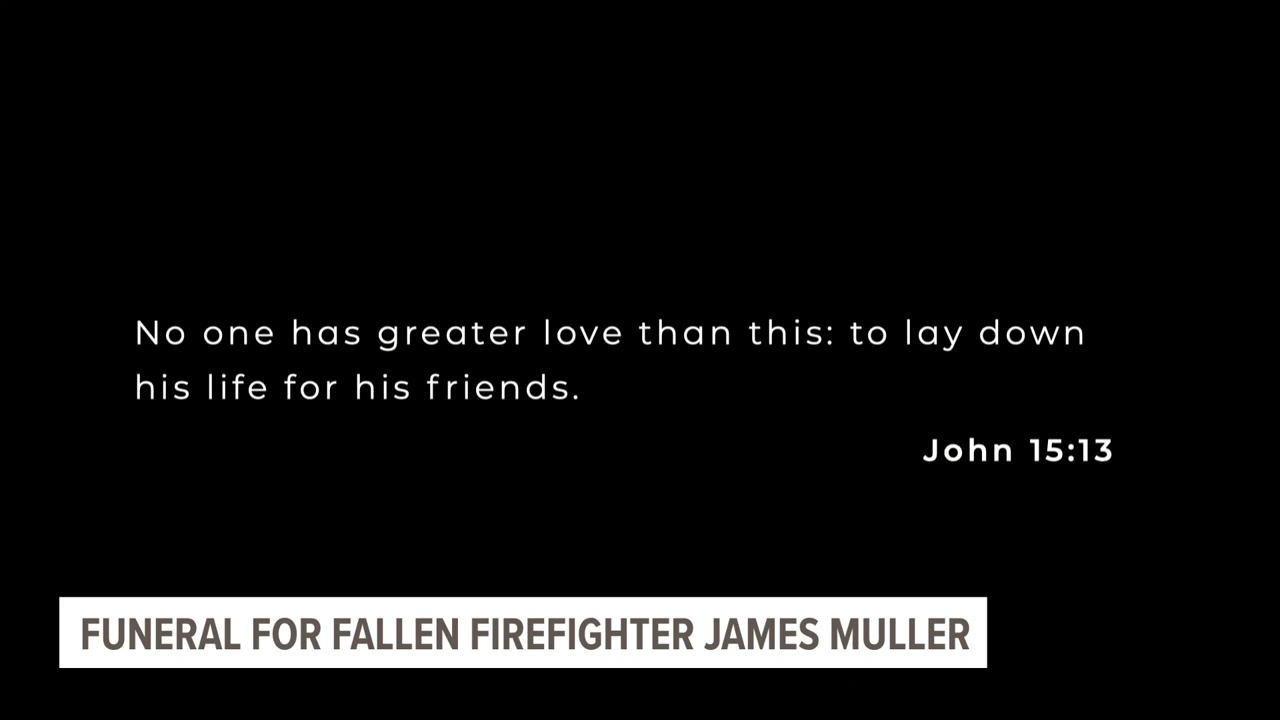 No one has greater love than this: to lay down
his life for his friends.
John 15:13
FUNERAL FOR FALLEN FIREFIGHTER JAMES MULLER